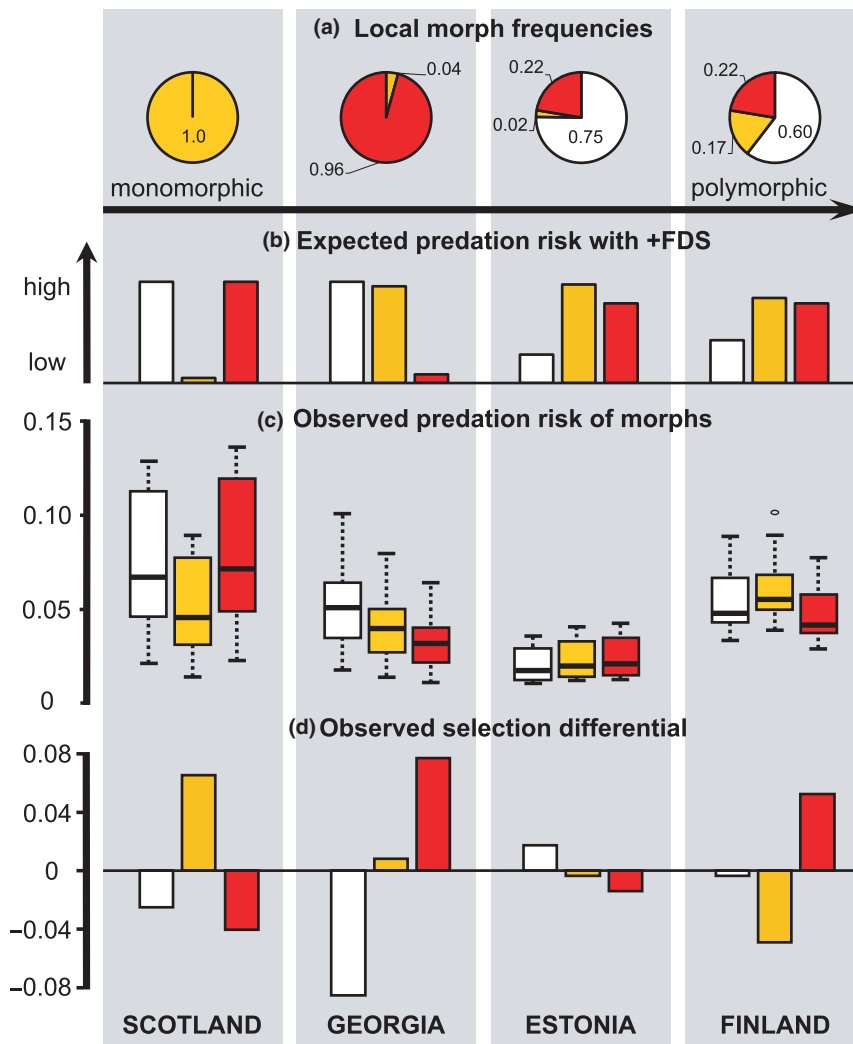 (a) Local morph frequencies
1.0
0.04
0.96
0.22
0.02
0.75
0.22
0.17
0.60
monomorphic
polymorphic
(b) Expected predation risk with +FDS
high
low
(c) Observed predation risk of morphs
0.15
0.10
0.05
0
(d) Observed selection differential
0.08
0.04
0
−0.04
−0.08
SCOTLAND GEORGIA ESTONIA FINLAND